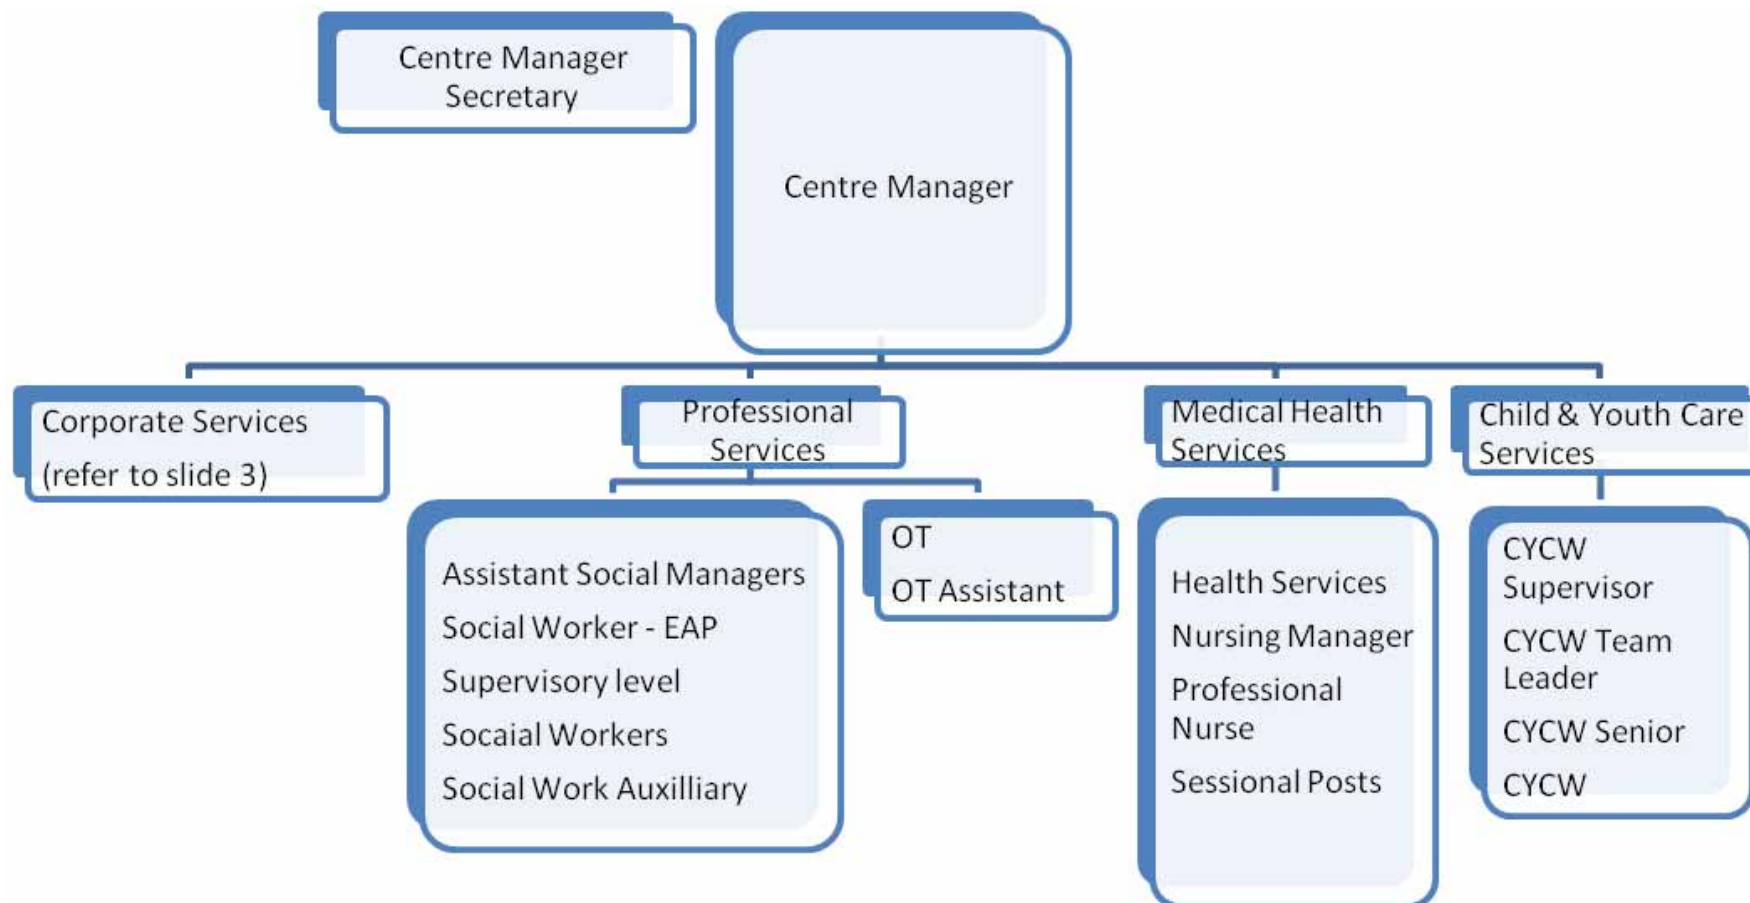 Centre Manager
Secretary
Centre Manager
Corporate Services
(refer to slide 3)
Professional
Services
Medical Health
Services
Child & Youth Care
Services
Assistant Social Managers
Social Worker - EAP
Supervisory level
Socaial Workers
Social Work Auxilliary
OT
OT Assistant
Health Services
Nursing Manager
Professional
Nurse
Sessional Posts
CYCW
Supervisor
CYCW Team
Leader
CYCW Senior
CYCW